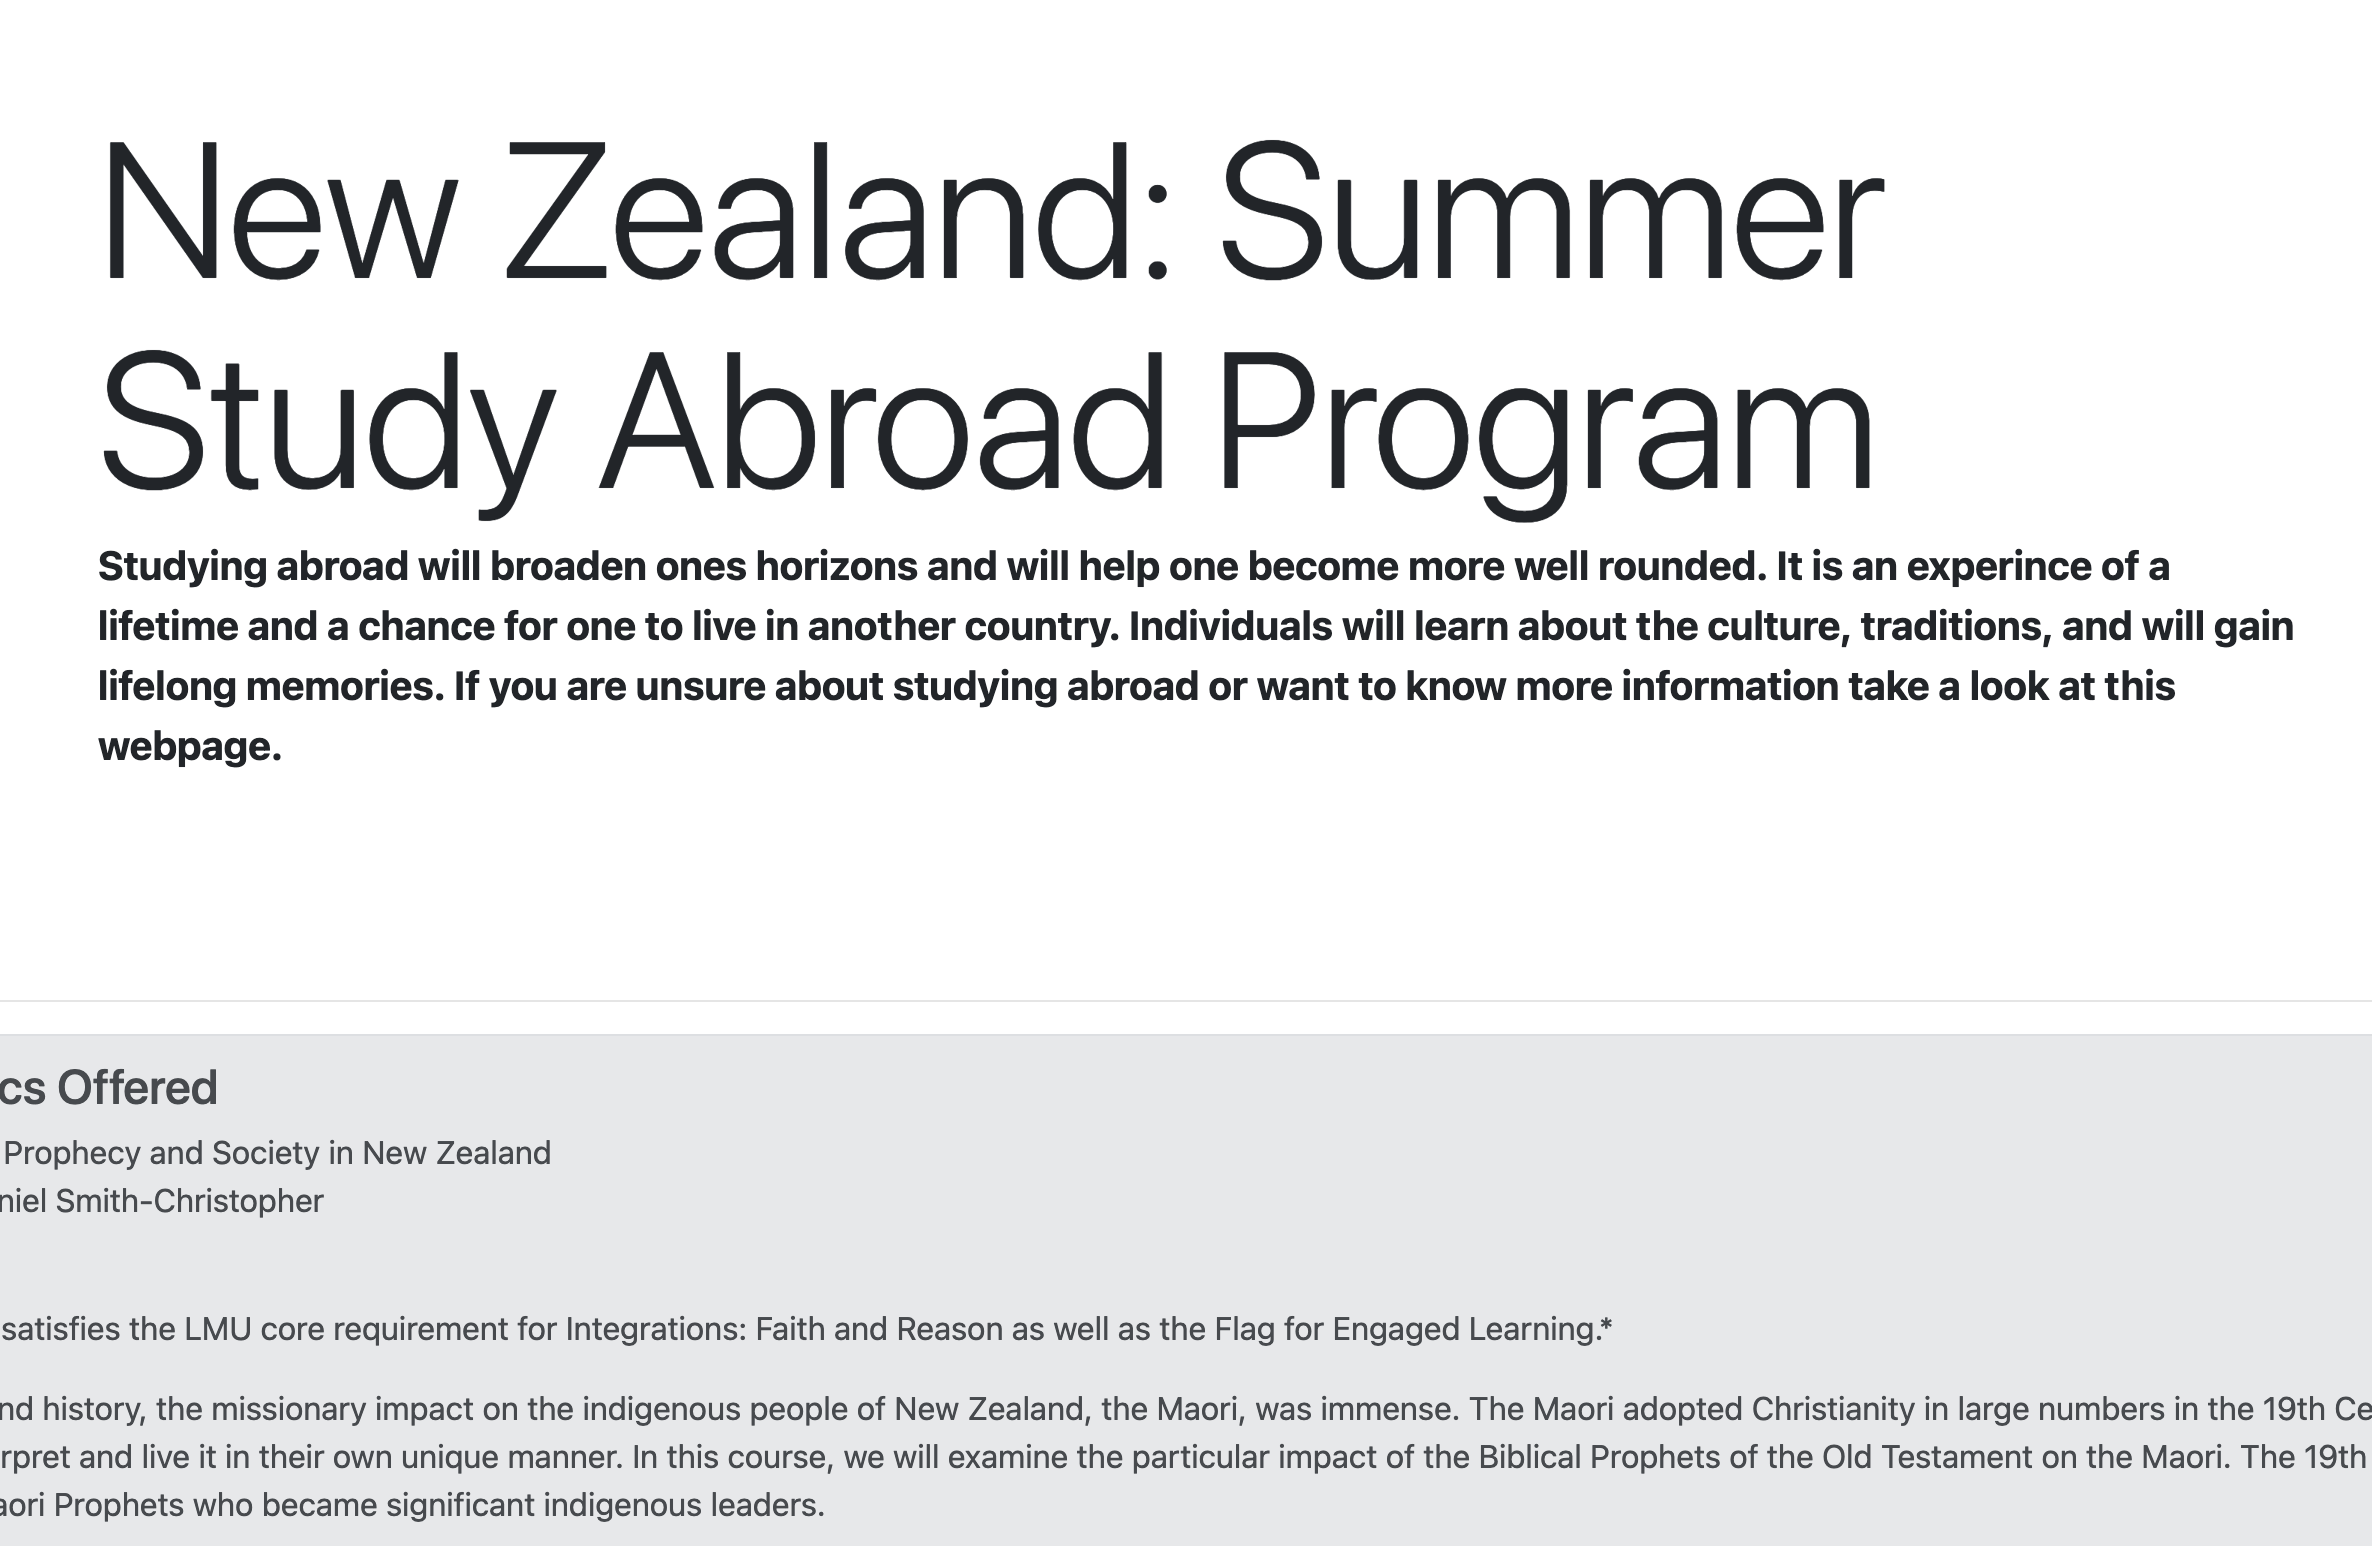 New Zealand: Summer
Study Abroad Program
Studying abroad will broaden ones horizons and will help one become more well rounded. It is an experince of a
lifetime and a chance for one to live in another country. Individuals will learn about the culture, traditions, and will gain
lifelong memories. If you are unsure about studying abroad or want to know more information take a look at this
webpage.
cs Offered
Prophecy and Society in New Zealand
niel Smith-Christopher
satisfies the LMU core requirement for Integrations: Faith and Reason as well as the Flag for Engaged Learning.*
nd history, the missionary impact on the indigenous people of New Zealand, the Maori, was immense. The Maori adopted Christianity in large numbers in the 19th Ce
rpret and live it in their own unique manner. In this course, we will examine the particular impact of the Biblical Prophets of the Old Testament on the Maori. The 19th
aori Prophets who became significant indigenous leaders.